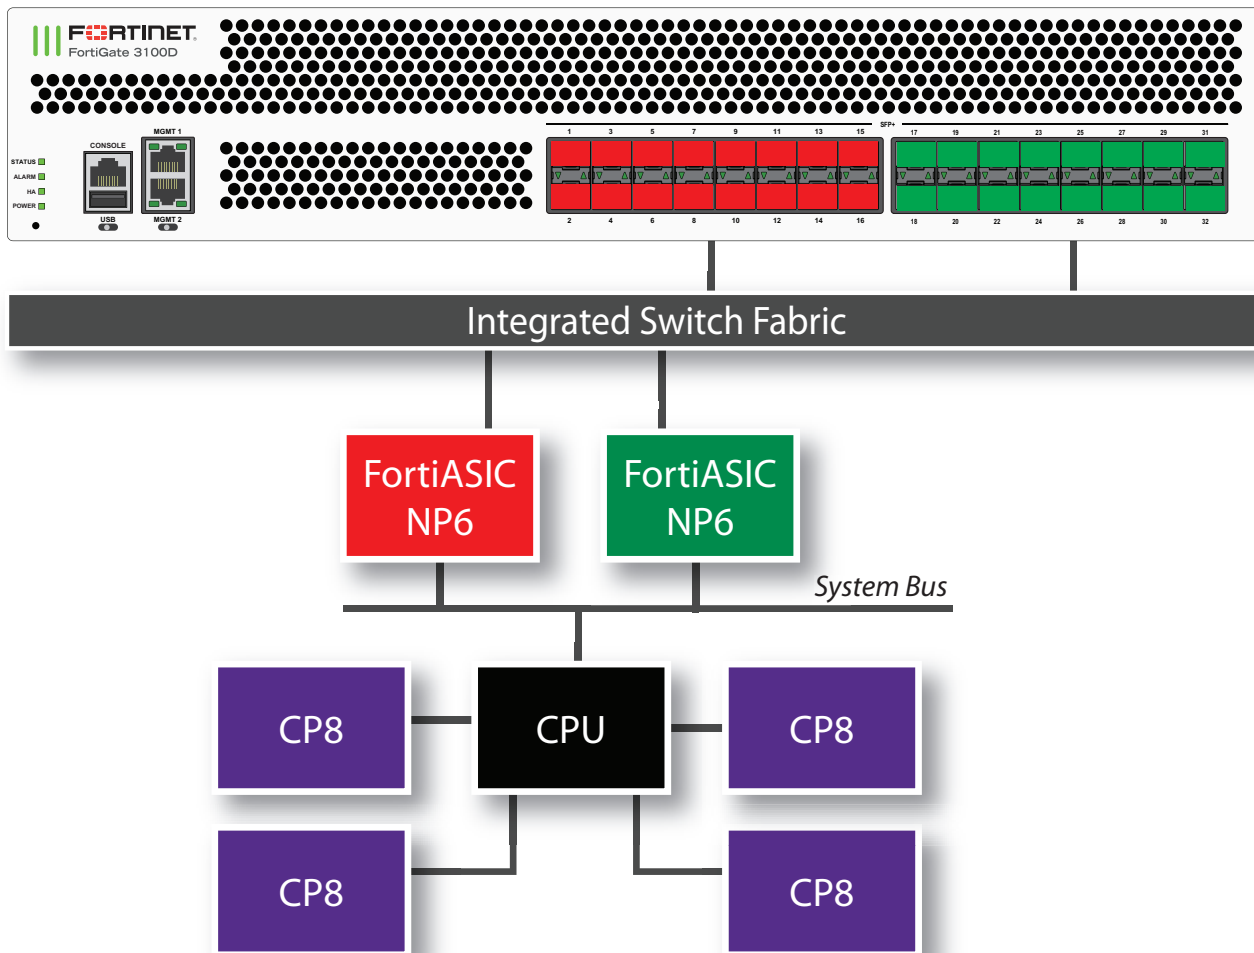 FORTINET
FortiGate 3100D
MGMT 1
CONSOLE
STATUS
ALARM
HA
POWER
USB
MGMT 2
SFP+
1 3 5 7 9 11 13 15 17 19 21 23 25 27 29 31
2 4 6 8 10 12 14 16 18 20 22 24 26 28 30 32
Integrated Switch Fabric
FortiASIC
NP6
FortiASIC
NP6
System Bus
CP8
CPU
CP8
CP8
CP8